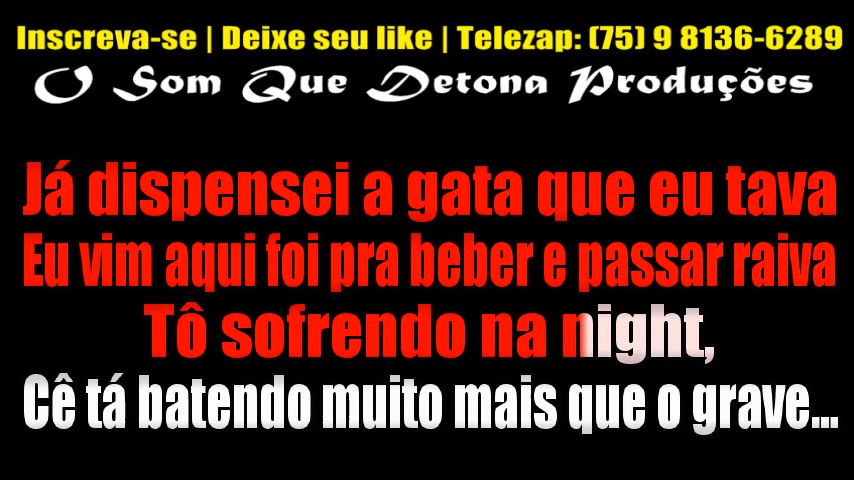 Inscreva-se | Deixe seu like | Telezap: (75) 9 8136-6289
O Som Que Detona Produções
Já dispensei a gata que eu tava
Eu vim aqui foi pra beber e passar raiva
Tô sofrendo na night,
Cê tá batendo muito mais que o grave...